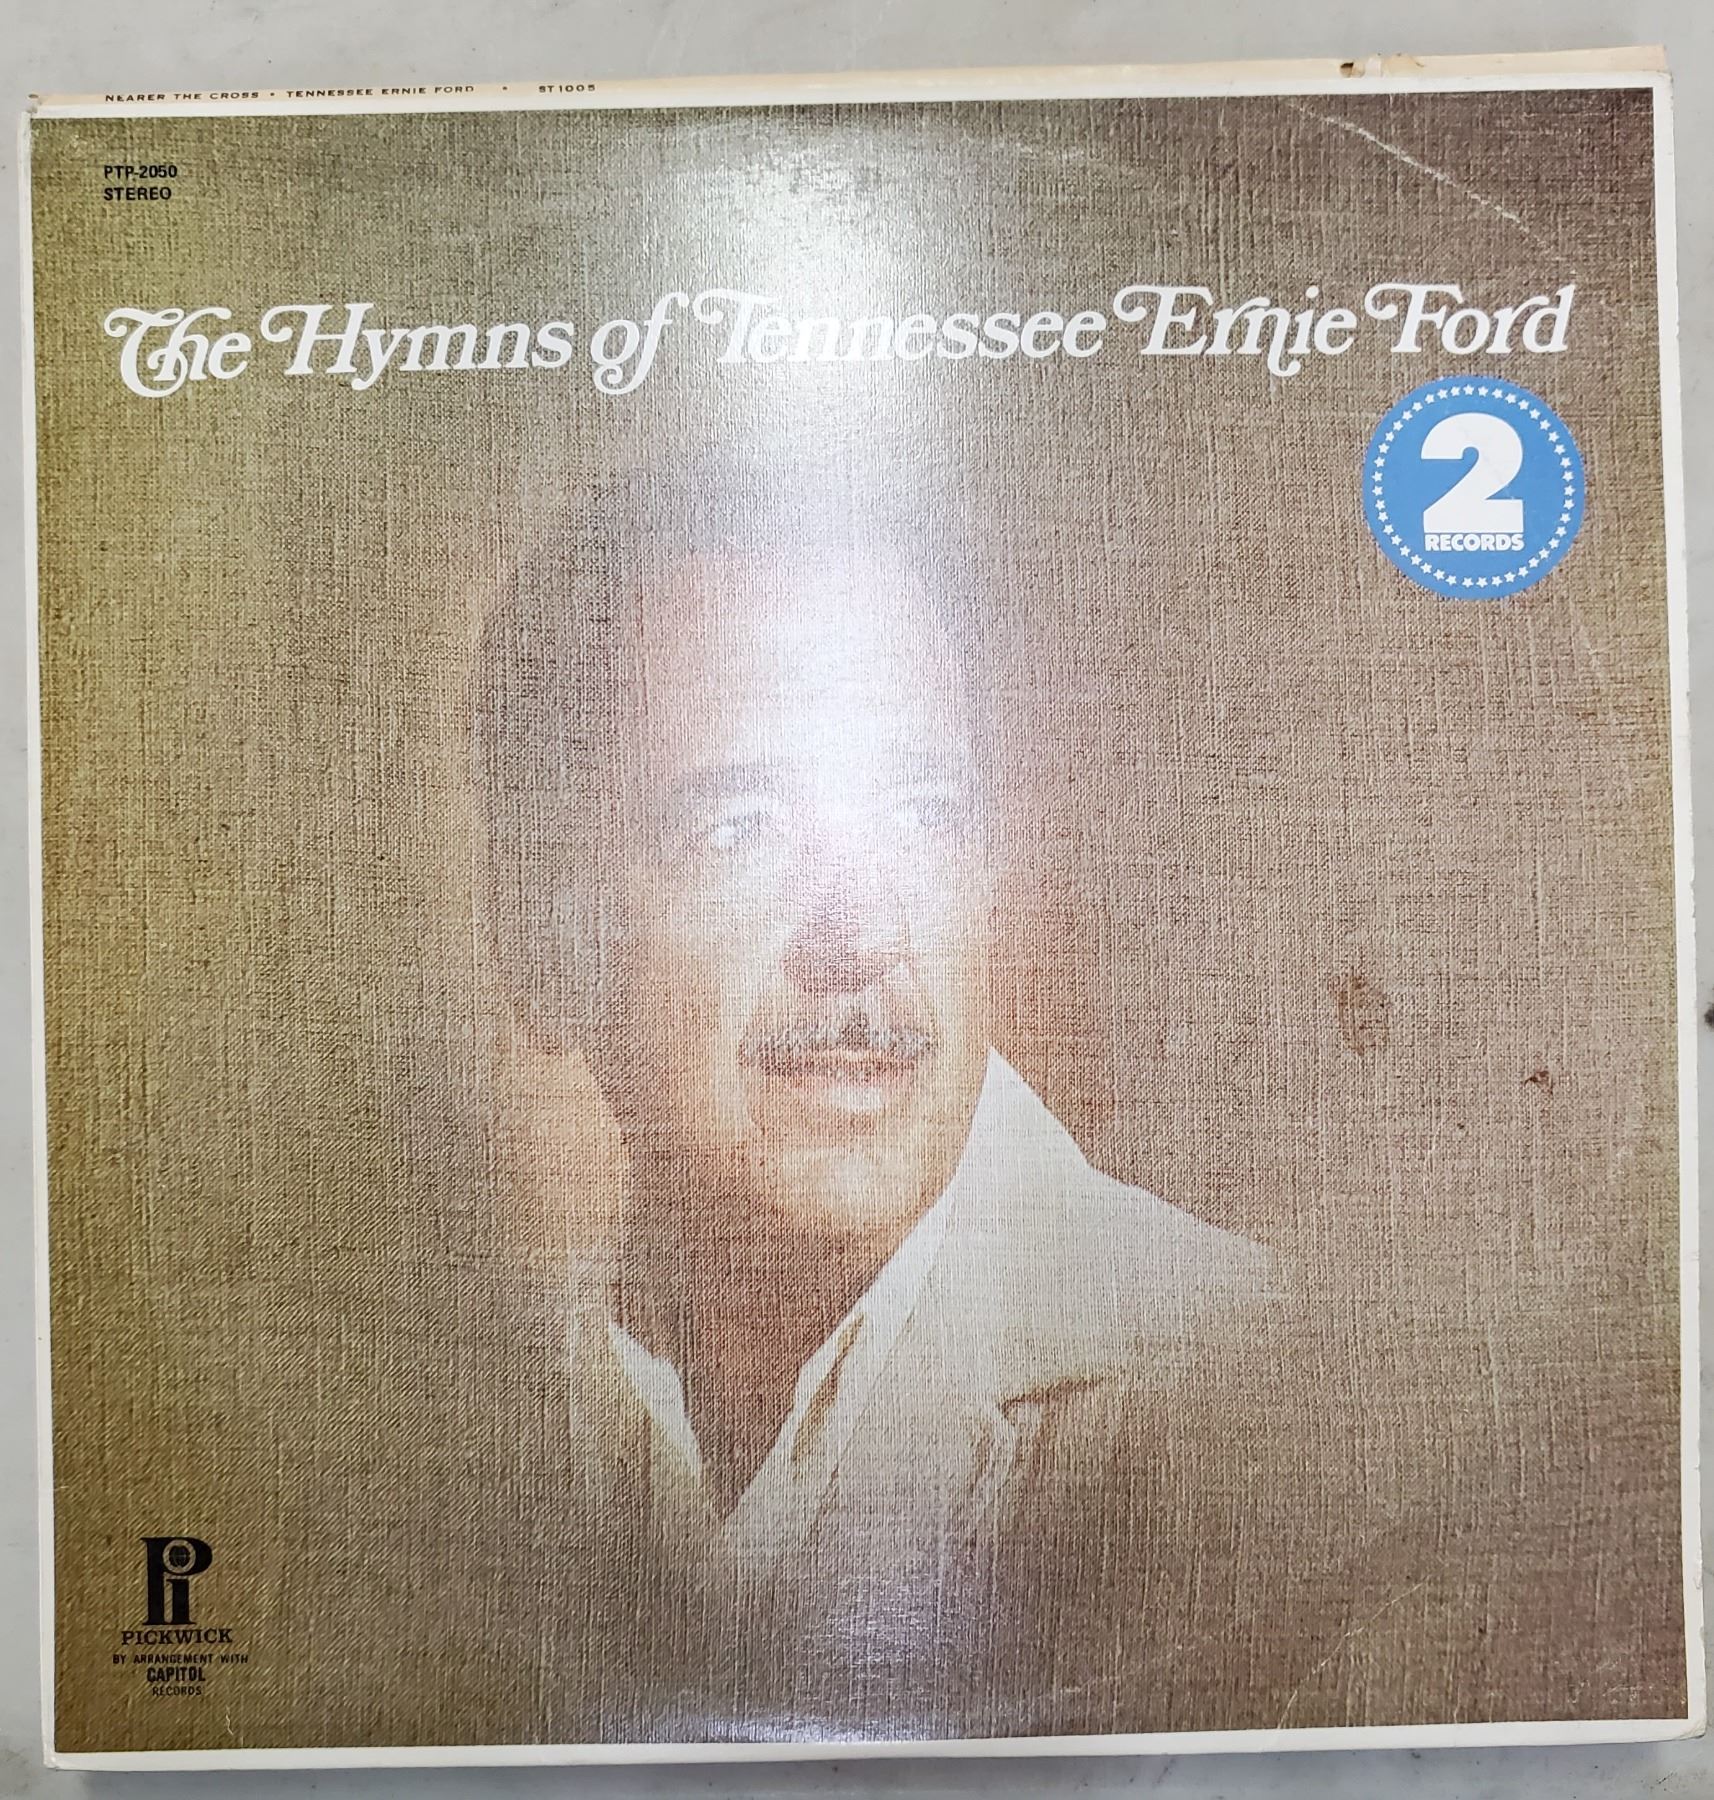 NEARER THE CROSS • TENNESSEE ERNIE FORD • ST1005
PTP-2050
STEREO
The Hymns of Tennessee Ernie Ford
2
RECORDS
Pi
PICKWICK
BY ARRANGEMENT WITH
CAPITOL
RECORDS